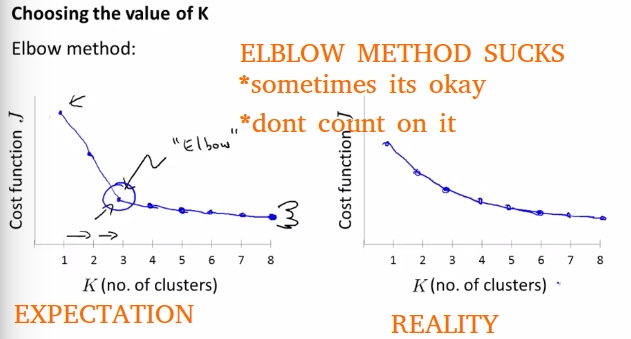 Choosing the value of K
Elbow method:
ELBLOW METHOD SUCKS
*sometimes its okay
*dont count on it
Cost function J
"Elbow"
1 2 3 4 5 6 7 8
K (no. of clusters)
EXPECTATION
Cost function J
1 2 3 4 5 6 7 8
K (no. of clusters)
REALITY